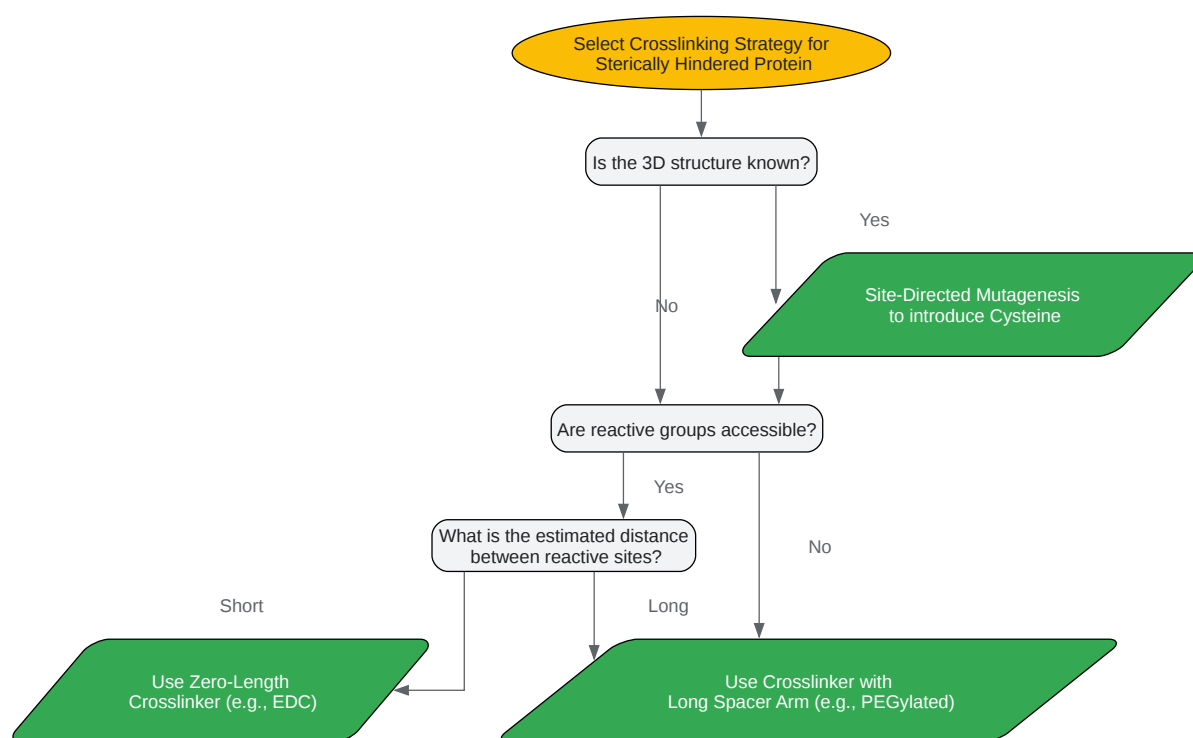 Select Crosslinking Strategy for
Sterically Hindered Protein
Is the 3D structure known?
Yes
Site-Directed Mutagenesis
to introduce Cysteine
No
Are reactive groups accessible?
Yes
What is the estimated distance
between reactive sites?
No
Short
Long
Use Zero-Length
Crosslinker (e.g., EDC)
Use Crosslinker with
Long Spacer Arm (e.g., PEGylated)